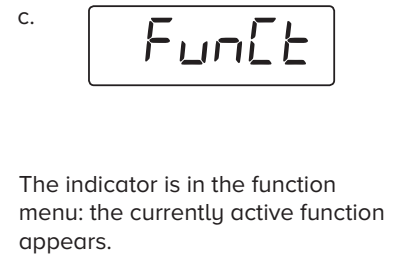 c.
FunCt
The indicator is in the function
menu: the currently active function
appears.